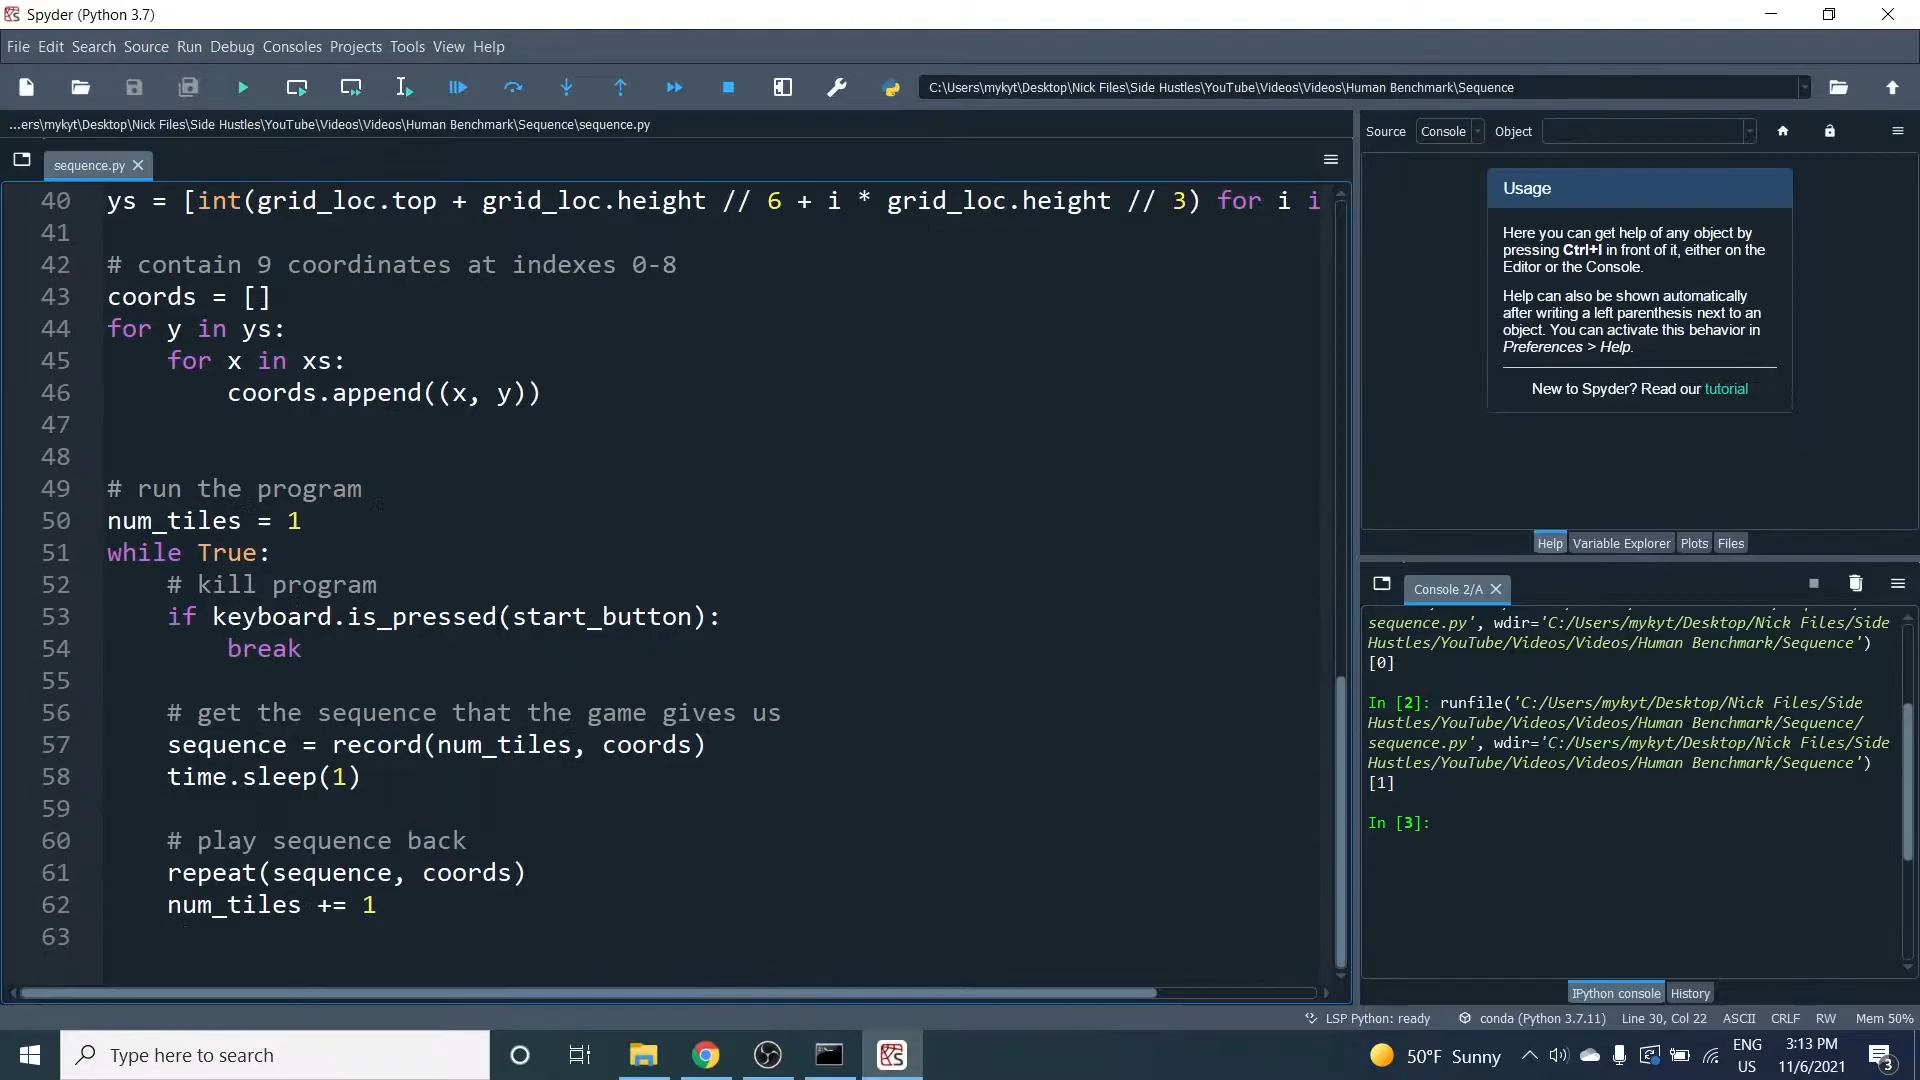 Spyder (Python 3.7)
File Edit Search Source Run Debug Consoles Projects Tools View Help
C:\Users\mykyt\Desktop\Nick Files\Side Hustles\YouTube\Videos\Videos\Human Benchmark\Sequence
...ers\mykyt\Desktop\Nick Files\Side Hustles\YouTube\Videos\Videos\Human Benchmark\Sequence\sequence.py
sequence.py
40 ys = [int(grid_loc.top + grid_loc.height // 6 + i * grid_loc.height // 3) for i i
41
42 # contain 9 coordinates at indexes 0-8
43 coords = []
44 for y in ys:
45     for x in xs:
46         coords.append((x, y))
47
48
49 # run the program
50 num_tiles = 1
51 while True:
52     # kill program
53     if keyboard.is_pressed(start_button):
54         break
55
56     # get the sequence that the game gives us
57     sequence = record(num_tiles, coords)
58     time.sleep(1)
59
60     # play sequence back
61     repeat(sequence, coords)
62     num_tiles += 1
63
Source Console Object
Usage
Here you can get help of any object by
pressing Ctrl+I in front of it, either on the
Editor or the Console.
Help can also be shown automatically
after writing a left parenthesis next to an
object. You can activate this behavior in
Preferences > Help.
New to Spyder? Read our tutorial
Help Variable Explorer Plots Files
Console 2/A
sequence.py', wdir='C:/Users/mykyt/Desktop/Nick Files/Side
Hustles/YouTube/Videos/Videos/Human Benchmark/Sequence')
[0]
In [2]: runfile('C:/Users/mykyt/Desktop/Nick Files/Side
Hustles/YouTube/Videos/Videos/Human Benchmark/Sequence/
sequence.py', wdir='C:/Users/mykyt/Desktop/Nick Files/Side
Hustles/YouTube/Videos/Videos/Human Benchmark/Sequence')
[1]
In [3]:
IPython console History
LSP Python: ready conda (Python 3.7.11) Line 30, Col 22 ASCII CRLF RW Mem 50%
Type here to search
50°F Sunny
ENG
US
3:13 PM
11/6/2021
3